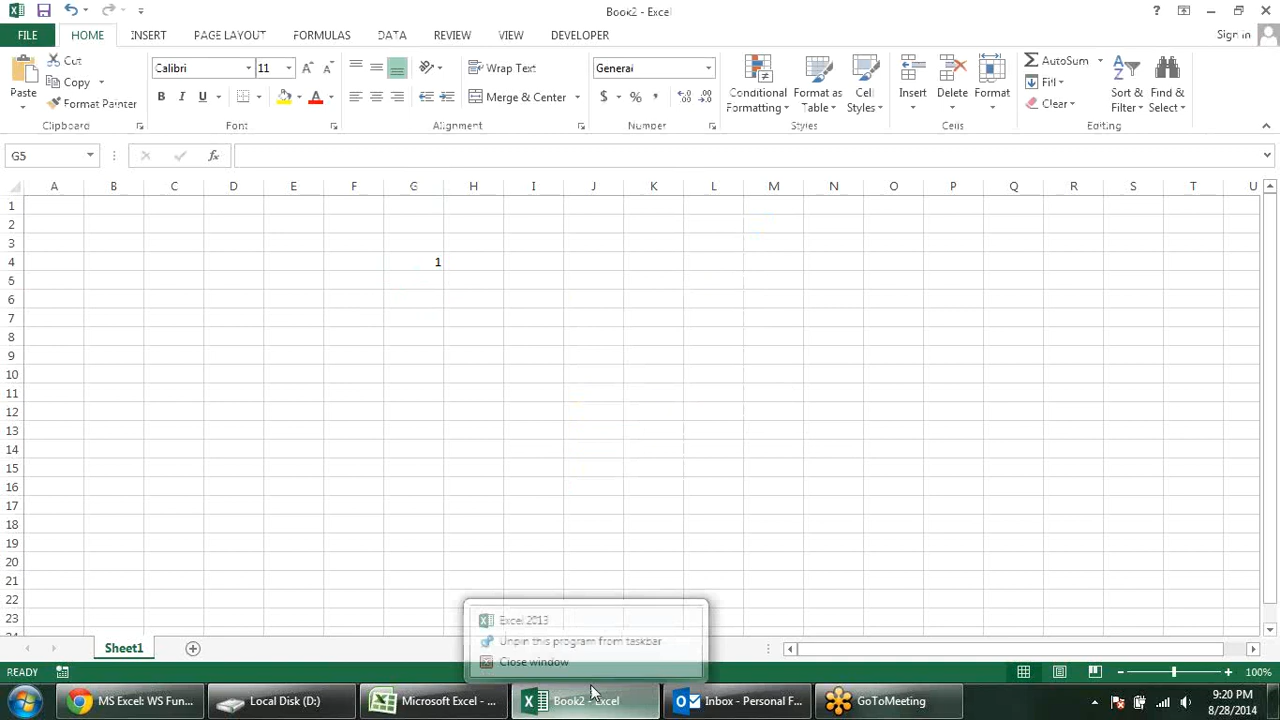 Book2 - Excel
?
FILE HOME INSERT PAGE LAYOUT FORMULAS DATA REVIEW VIEW DEVELOPER Sign in
Paste Cut Copy Format Painter
Calibri 11
B I U
Wrap Text
Merge & Center
General
$ % ,
Conditional Formatting
Format as Table
Cell Styles
Insert Delete Format
AutoSum Fill Clear
Sort & Filter
Find & Select
Clipboard Font Alignment Number Styles Cells Editing
G5 fx
A B C D E F G H I J K L M N O P Q R S T U
1
2
3
4 1
5
6
7
8
9
10
11
12
13
14
15
16
17
18
19
20
21
22
23
Excel 2013
Unpin this program from taskbar
Close window
Sheet1
READY 100%
MS Excel: WS Fun... Local Disk (D:) Microsoft Excel - ... Book2 - Excel Inbox - Personal F... GoToMeeting
9:20 PM
8/28/2014